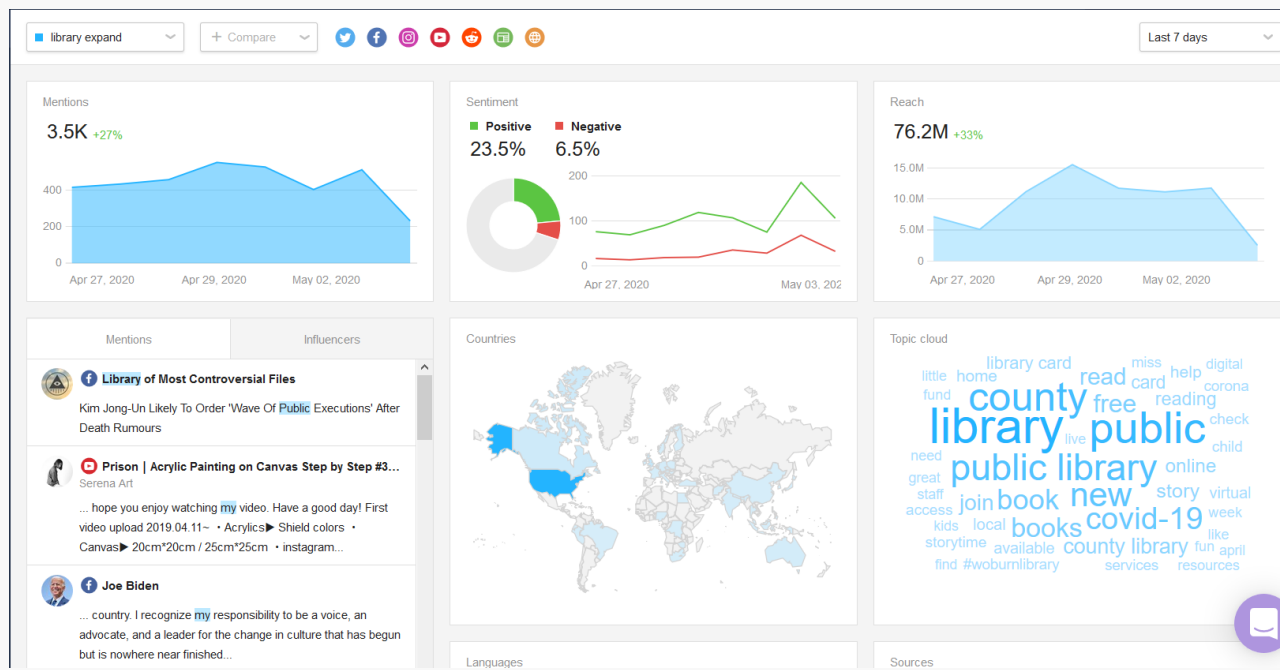 library expand
+ Compare
Last 7 days
Mentions
3.5K +27%
400
200
0
Apr 27, 2020 Apr 29, 2020 May 02, 2020
Sentiment
Positive Negative
23.5% 6.5%
200
100
0
Apr 27, 2020 May 03, 202
Reach
76.2M +33%
15.0M
10.0M
5.0M
0
Apr 27, 2020 Apr 29, 2020 May 02, 2020
Mentions Influencers
Library of Most Controversial Files
Kim Jong-Un Likely To Order 'Wave Of Public Executions' After
Death Rumours
Prison | Acrylic Painting on Canvas Step by Step #3...
Serena Art
... hope you enjoy watching my video. Have a good day! First
video upload 2019.04.11~ • Acrylics▶ Shield colors •
Canvas▶ 20cm*20cm / 25cm*25cm • instagram...
Joe Biden
... country. I recognize my responsibility to be a voice, an
advocate, and a leader for the change in culture that has begun
but is nowhere near finished...
Countries
Topic cloud
library card miss help digital
little home read card corona
fund county free reading
library live public check
need child
public library online
great
staff join book new story virtual
access covid-19 week
kids local books like
storytime available county library fun april
find #woburnlibrary services resources
Languages
Sources